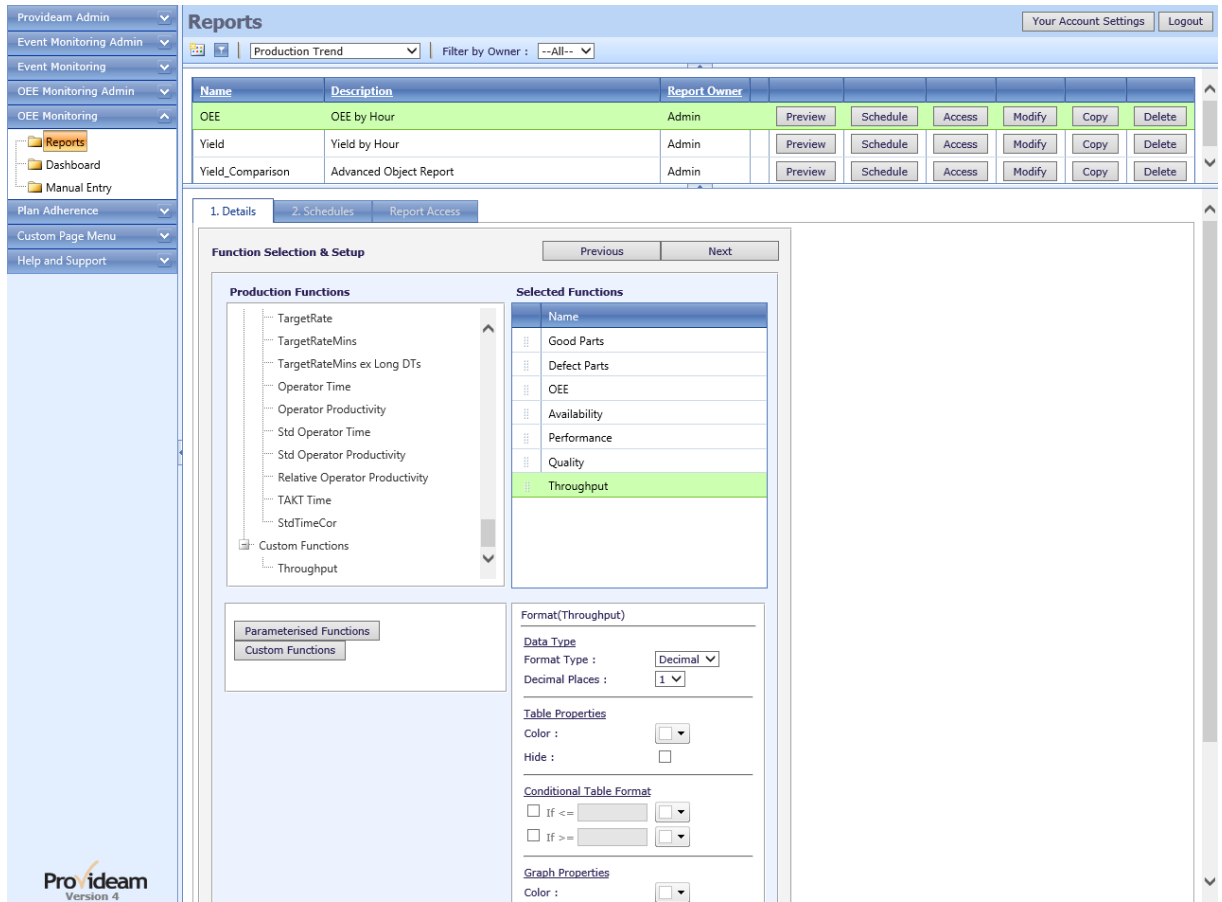 Provideam Admin
Event Monitoring Admin
Event Monitoring
OEE Monitoring Admin
OEE Monitoring
Reports
Dashboard
Manual Entry
Plan Adherence
Custom Page Menu
Help and Support
Provideam
Version 4
Reports
Your Account Settings Logout
Production Trend Filter by Owner : --All--
Name Description Report Owner
OEE OEE by Hour Admin Preview Schedule Access Modify Copy Delete
Yield Yield by Hour Admin Preview Schedule Access Modify Copy Delete
Yield_Comparison Advanced Object Report Admin Preview Schedule Access Modify Copy Delete
1. Details 2. Schedules Report Access
Function Selection & Setup Previous Next
Production Functions
TargetRate
TargetRateMins
TargetRateMins ex Long DTs
Operator Time
Operator Productivity
Std Operator Time
Std Operator Productivity
Relative Operator Productivity
TAKT Time
StdTimeCor
Custom Functions
Throughput
Selected Functions
Name
Good Parts
Defect Parts
OEE
Availability
Performance
Quality
Throughput
Parameterised Functions
Custom Functions
Format(Throughput)
Data Type
Format Type : Decimal
Decimal Places : 1
Table Properties
Color :
Hide :
Conditional Table Format
If <=
If >=
Graph Properties
Color :